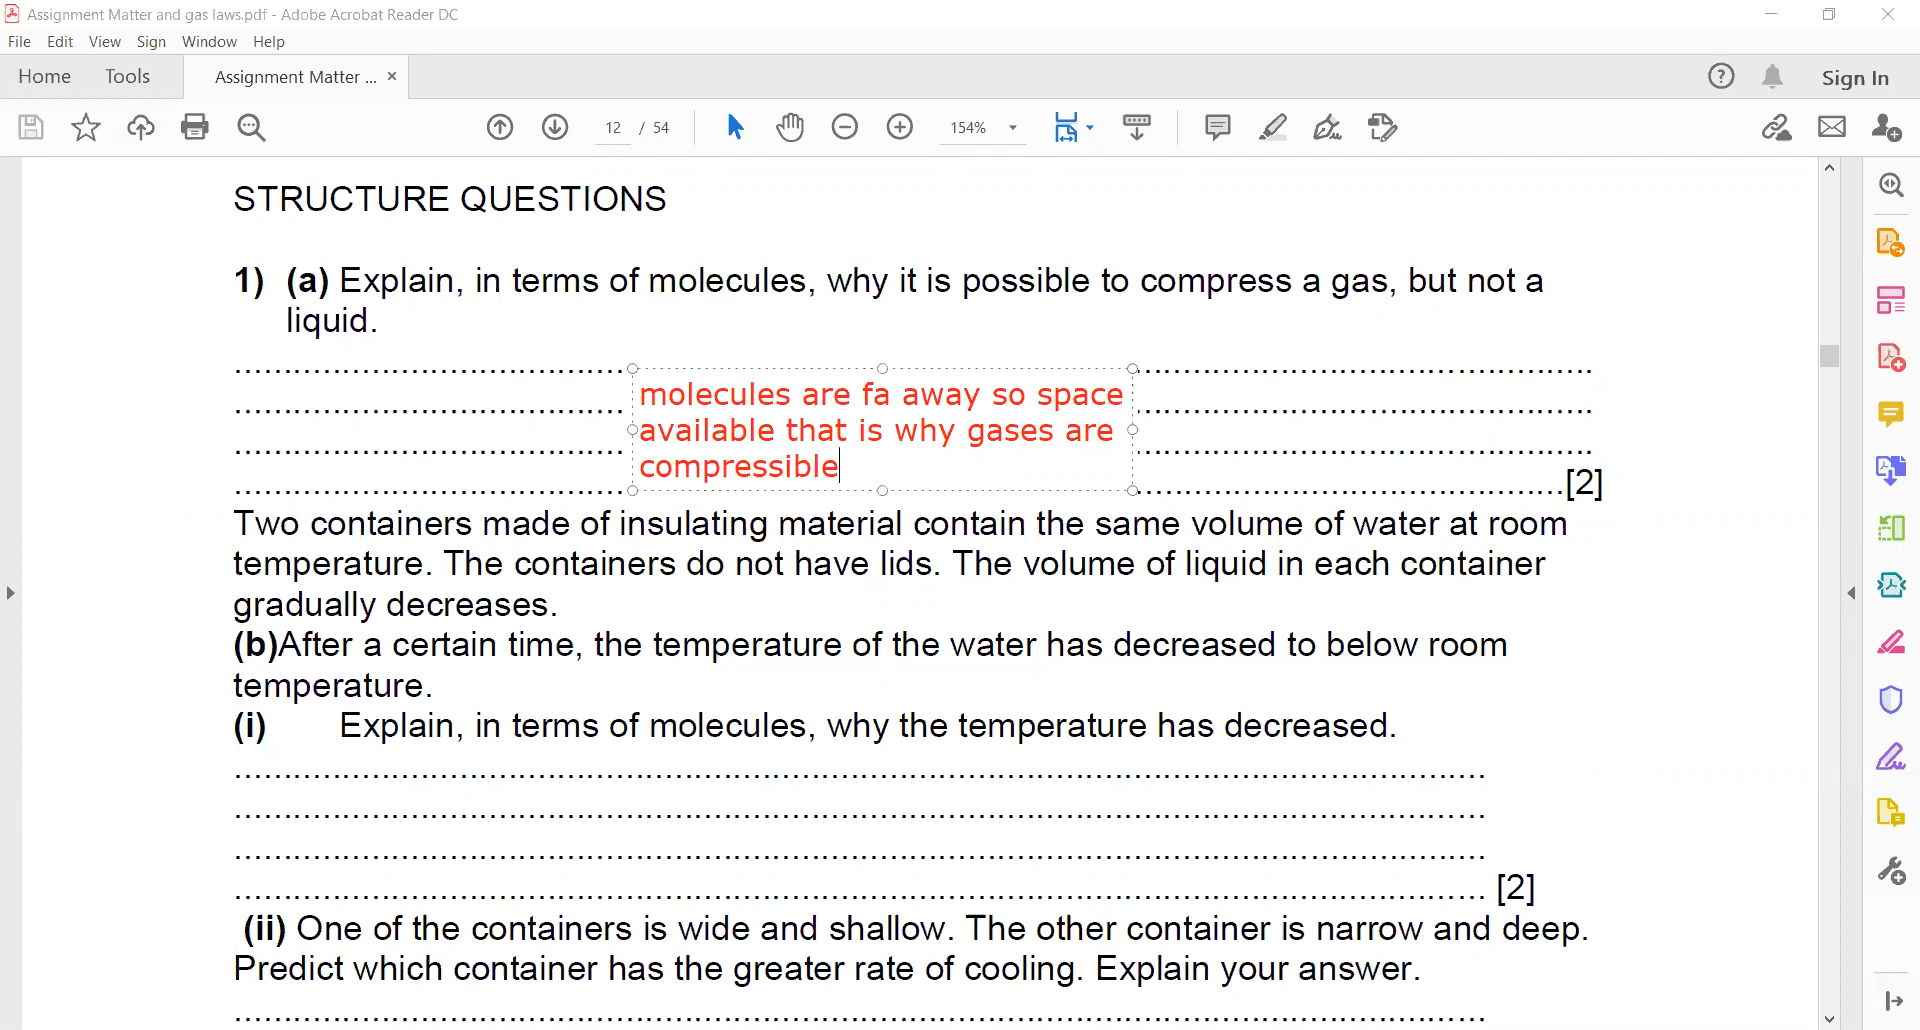 Assignment Matter and gas laws.pdf - Adobe Acrobat Reader DC
File Edit View Sign Window Help
Home Tools Assignment Matter ... × Sign In
12 / 54 154%
STRUCTURE QUESTIONS
1) (a) Explain, in terms of molecules, why it is possible to compress a gas, but not a
liquid.
molecules are fa away so space
available that is why gases are
compressible
[2]
Two containers made of insulating material contain the same volume of water at room
temperature. The containers do not have lids. The volume of liquid in each container
gradually decreases.
(b)After a certain time, the temperature of the water has decreased to below room
temperature.
(i) Explain, in terms of molecules, why the temperature has decreased.
[2]
(ii) One of the containers is wide and shallow. The other container is narrow and deep.
Predict which container has the greater rate of cooling. Explain your answer.